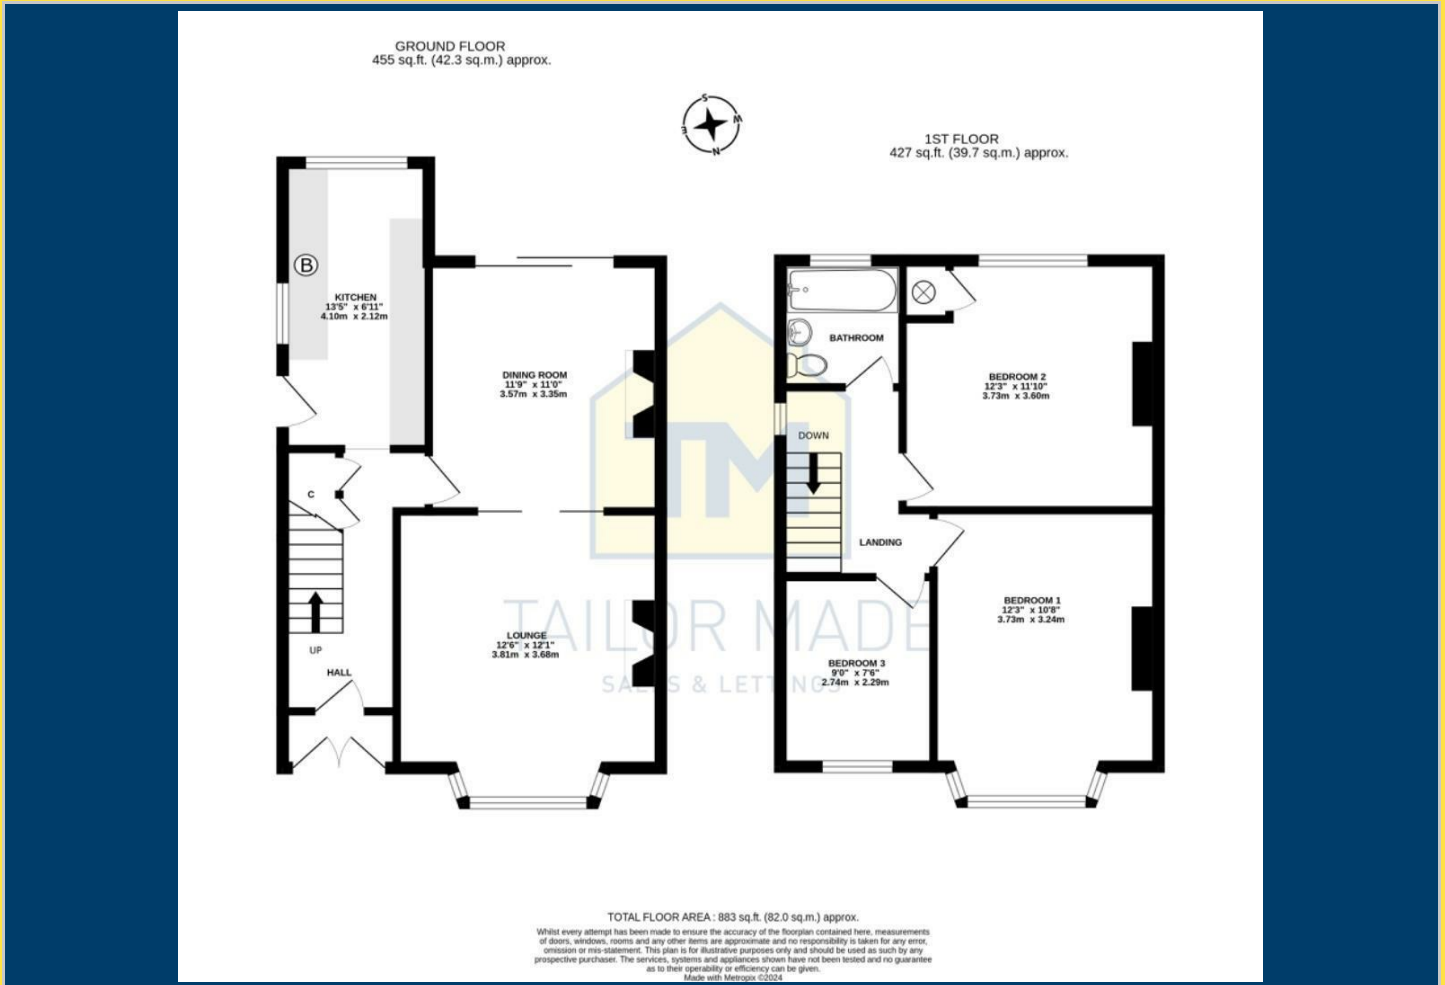 GROUND FLOOR
455 sq.ft. (42.3 sq.m.) approx.
S
W
E
N
1ST FLOOR
427 sq.ft. (39.7 sq.m.) approx.
B
KITCHEN
13'5" x 6'11"
4.10m x 2.12m
DINING ROOM
11'9" x 11'0"
3.57m x 3.35m
C
UP
HALL
LOUNGE
12'6" x 12'1"
3.81m x 3.68m
BATHROOM
BEDROOM 2
12'3" x 11'10"
3.73m x 3.60m
DOWN
LANDING
BEDROOM 1
12'3" x 10'8"
3.73m x 3.24m
BEDROOM 3
9'0" x 7'6"
2.74m x 2.29m
TM
TAILOR MADE
SALES & LETTINGS
TOTAL FLOOR AREA : 883 sq.ft. (82.0 sq.m.) approx.
Whilst every attempt has been made to ensure the accuracy of the floorplan contained here, measurements
of doors, windows, rooms and any other items are approximate and no responsibility is taken for any error,
omission or mis-statement. This plan is for illustrative purposes only and should be used as such by any
prospective purchaser. The services, systems and appliances shown have not been tested and no guarantee
as to their operability or efficiency can be given.
Made with Metropix ©2024